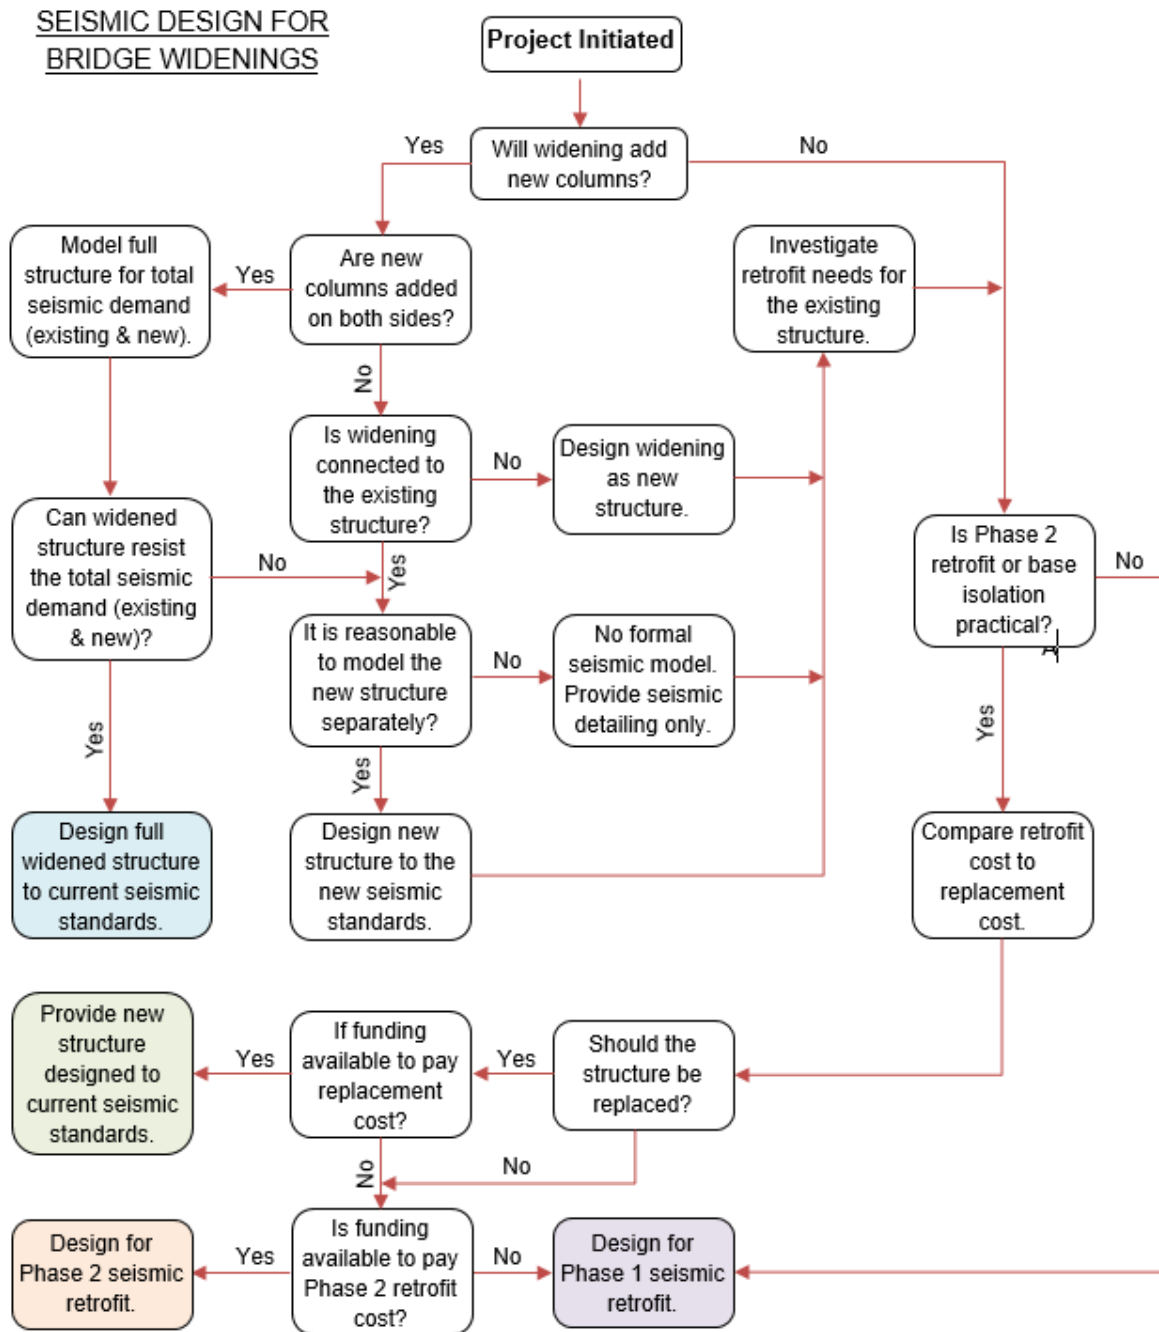 SEISMIC DESIGN FOR
BRIDGE WIDENINGS
Project Initiated
Yes
Will widening add
new columns?
No
Model full
structure for total
seismic demand
(existing & new).
Yes
Are new
columns added
on both sides?
Investigate
retrofit needs for
the existing
structure.
No
Is widening
connected to
the existing
structure?
No
Design widening
as new
structure.
Can widened
structure resist
the total seismic
demand (existing
& new)?
No
Yes
Is Phase 2
retrofit or base
isolation
practical?
No
It is reasonable
to model the
new structure
separately?
No
No formal
seismic model.
Provide seismic
detailing only.
Yes
Yes
Yes
Design full
widened structure
to current seismic
standards.
Design new
structure to the
new seismic
standards.
Compare retrofit
cost to
replacement
cost.
Provide new
structure
designed to
current seismic
standards.
Yes
If funding
available to pay
replacement
cost?
Yes
Should the
structure be
replaced?
No
No
Design for
Phase 2 seismic
retrofit.
Yes
Is funding
available to pay
Phase 2 retrofit
cost?
No
Design for
Phase 1 seismic
retrofit.